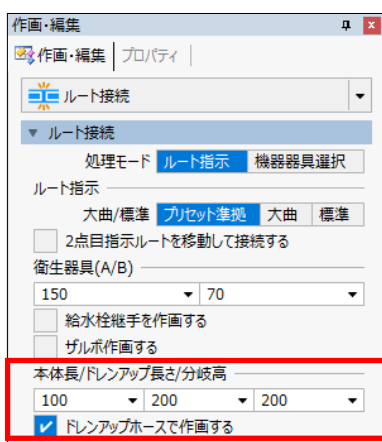 作画・編集
作画・編集 プロパティ
ルート接続
ルート接続
処理モード ルート指示 機器器具選択
ルート指示
大曲/標準 プリセット準拠 大曲 標準
2点目指示ルートを移動して接続する
衛生器具(A/B)
150 70
給水栓継手を作画する
ザルボ作画する
本体長/ドレンアップ長さ/分岐高
100 200 200
ドレンアップホースで作画する